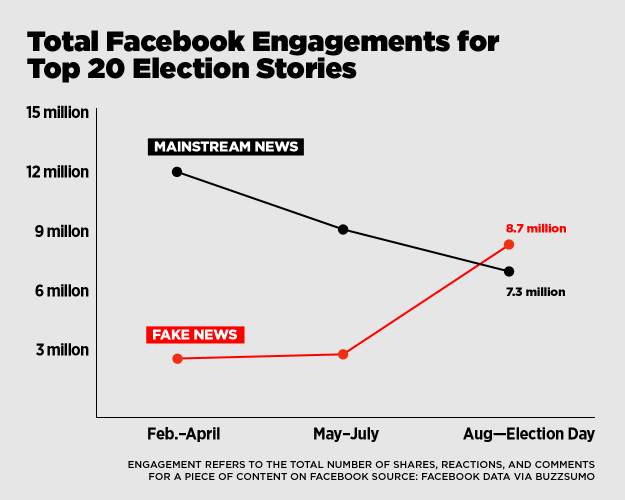 Total Facebook Engagements for
Top 20 Election Stories
15 million
MAINSTREAM NEWS
12 million
8.7 million
9 millon
7.3 million
6 millon
FAKE NEWS
3 millon
Feb.–April
May–July
Aug—Election Day
ENGAGEMENT REFERS TO THE TOTAL NUMBER OF SHARES, REACTIONS, AND COMMENTS
FOR A PIECE OF CONTENT ON FACEBOOK SOURCE: FACEBOOK DATA VIA BUZZSUMO